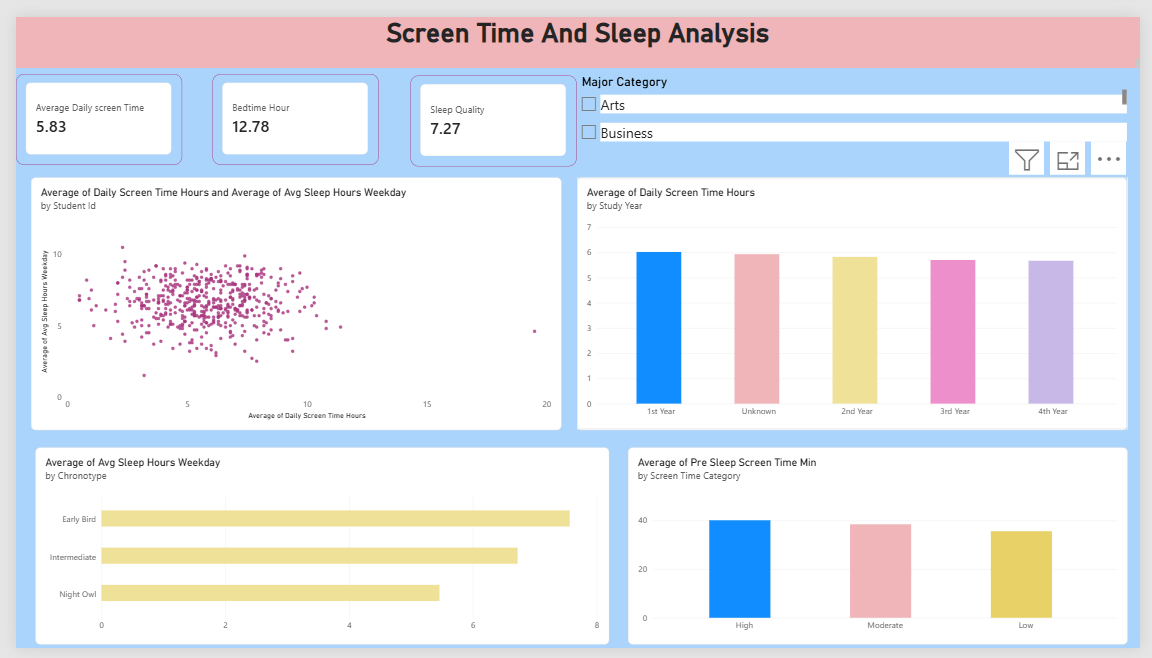 Screen Time And Sleep Analysis
Average Daily screen Time
5.83
Bedtime Hour
12.78
Sleep Quality
7.27
Major Category
Arts
Business
Average of Daily Screen Time Hours and Average of Avg Sleep Hours Weekday
by Student Id
Average of Avg Sleep Hours Weekday
10
5
0
0 5 10 15 20
Average of Daily Screen Time Hours
Average of Daily Screen Time Hours
by Study Year
7
6
5
4
3
2
1
0
1st Year Unknown 2nd Year 3rd Year 4th Year
Average of Avg Sleep Hours Weekday
by Chronotype
Early Bird
Intermediate
Night Owl
0 2 4 6 8
Average of Pre Sleep Screen Time Min
by Screen Time Category
40
20
0
High Moderate Low